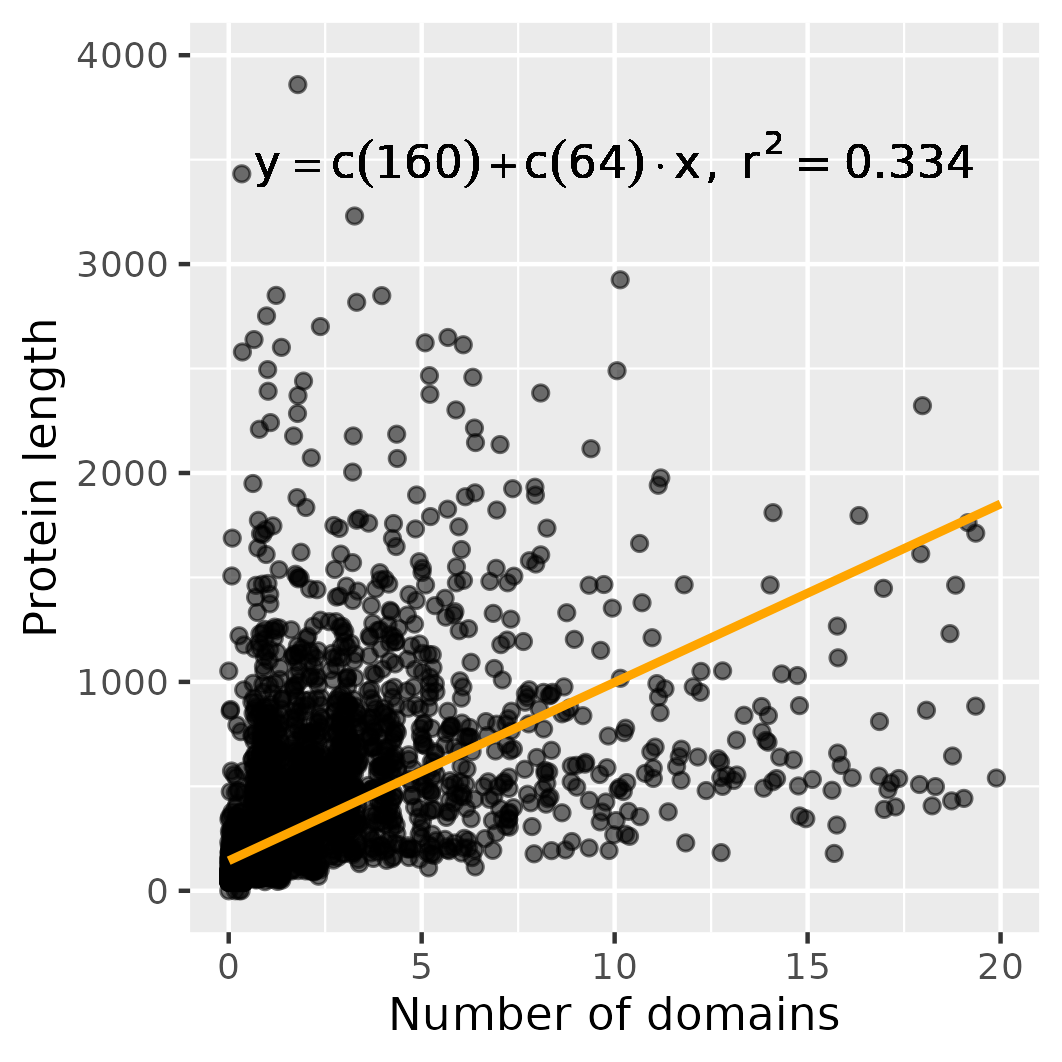 4000
y = c(160)+c(64)·x, r² = 0.334
3000
2000
1000
0
Protein length
0 5 10 15 20
Number of domains